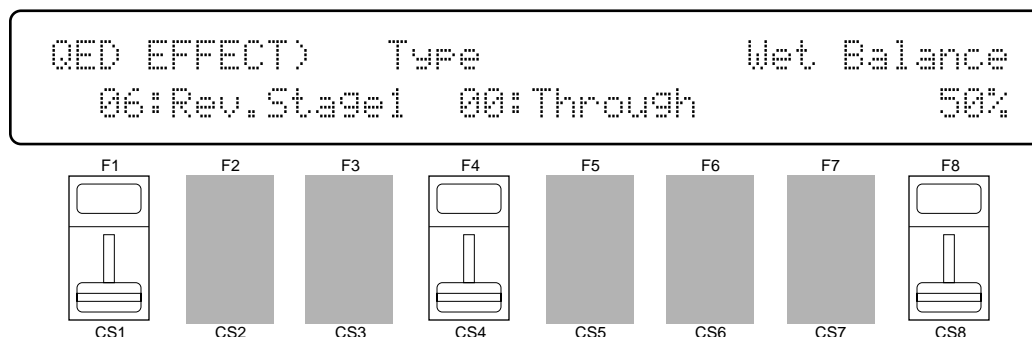 QED EFFECT) Type Wet Balance
06:Rev.Stage1 00:Through 50%
F1 F2 F3 F4 F5 F6 F7 F8
CS1 CS2 CS3 CS4 CS5 CS6 CS7 CS8